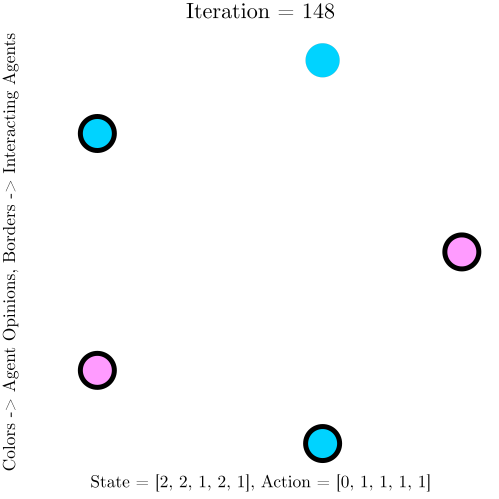 Iteration = 148
Colors -> Agent Opinions, Borders -> Interacting Agents
State = [2, 2, 1, 2, 1], Action = [0, 1, 1, 1, 1]